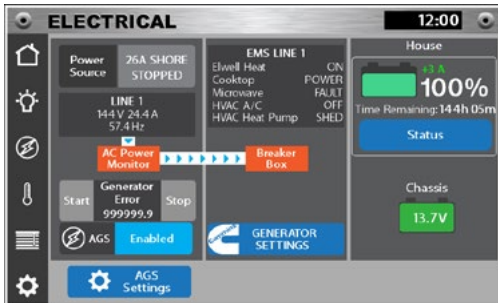 ELECTRICAL
12:00
Power
Source
26A SHORE
STOPPED
LINE 1
144 V 24.4 A
57.4 Hz
AC Power
Monitor
Breaker
Box
Start
Generator
Error
999999.9
Stop
AGS
Enabled
AGS
Settings
EMS LINE 1
Elwell Heat ON
Cooktop POWER
Microwave FAULT
HVAC A/C OFF
HVAC Heat Pump SHED
GENERATOR
SETTINGS
House
+3 A
100%
Time Remaining: 144h 05m
Status
Chassis
13.7V